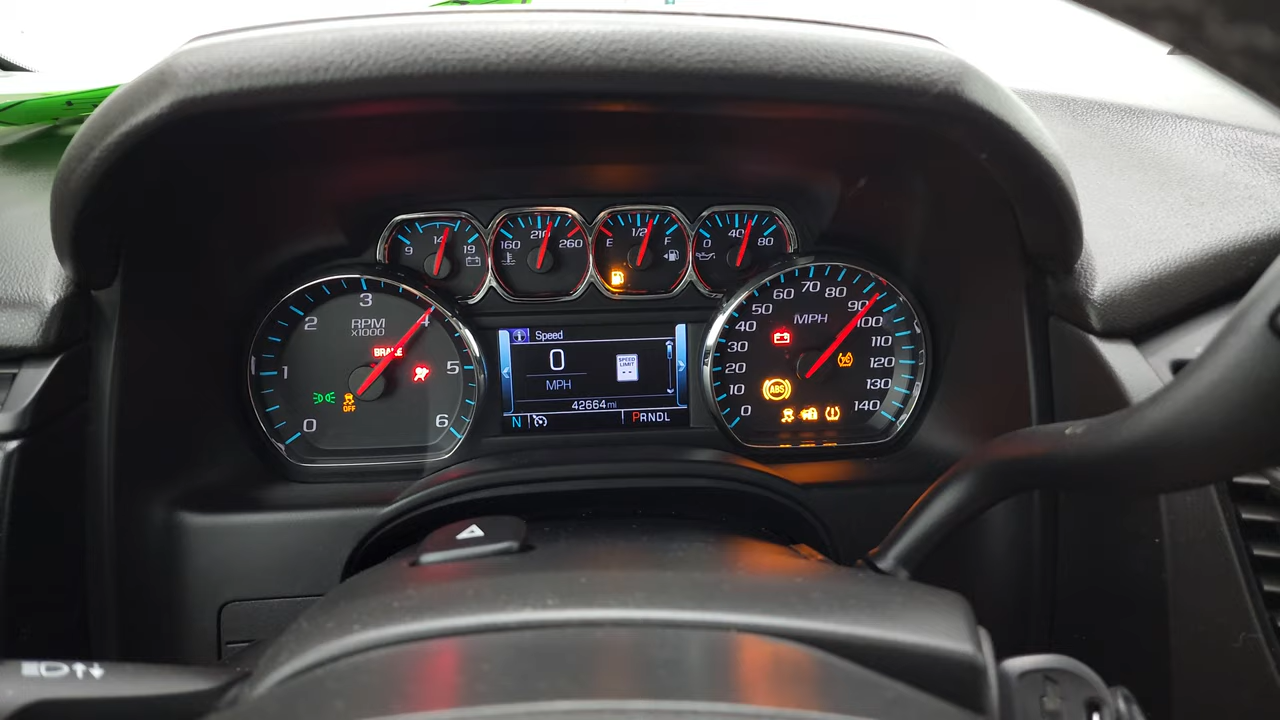 9 14 19
160 210 260
E 1/2 F
0 40 80
0 1 2 3 4 5 6
RPM
X1000
BRAKE
OFF
Speed
0
MPH
SPEED
LIMIT
42664 mi
N
PRNDL
0 10 20 30 40 50 60 70 80 90 100 110 120 130 140
MPH
ABS